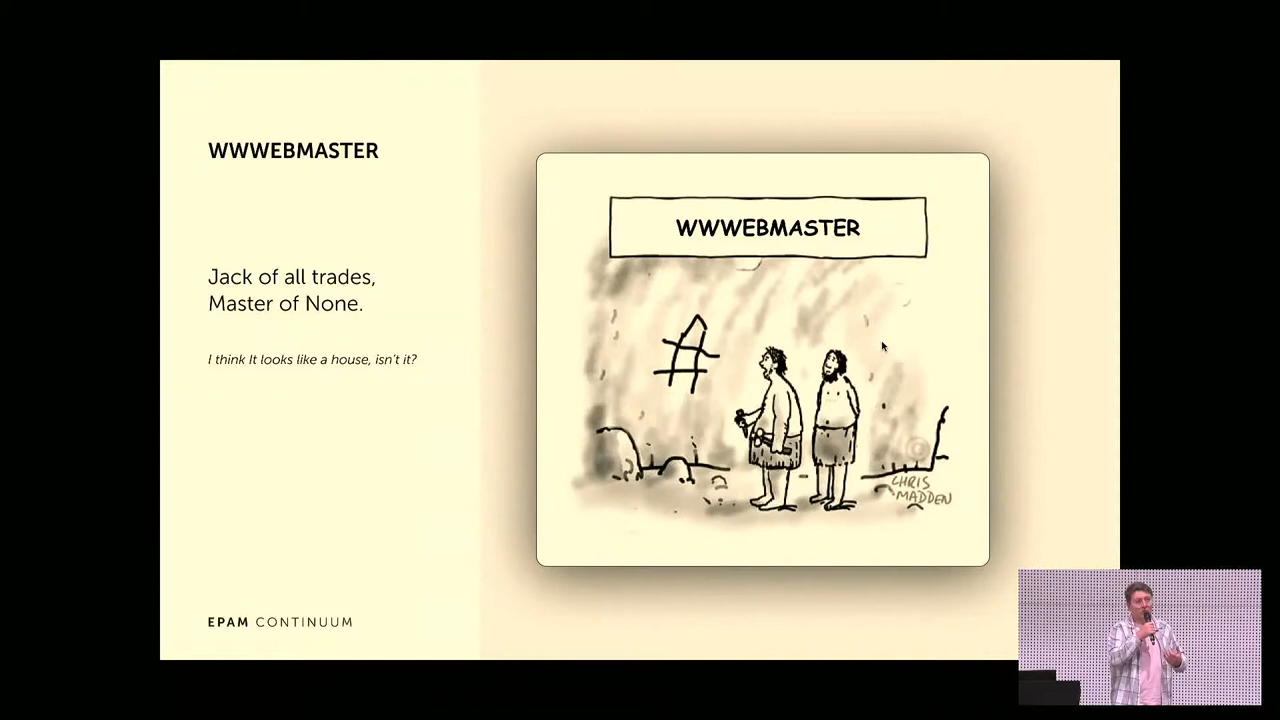 WWWEBMASTER
Jack of all trades,
Master of None.
I think It looks like a house, isn't it?
EPAM CONTINUUM
WWWEBMASTER
CHRIS
MADDEN